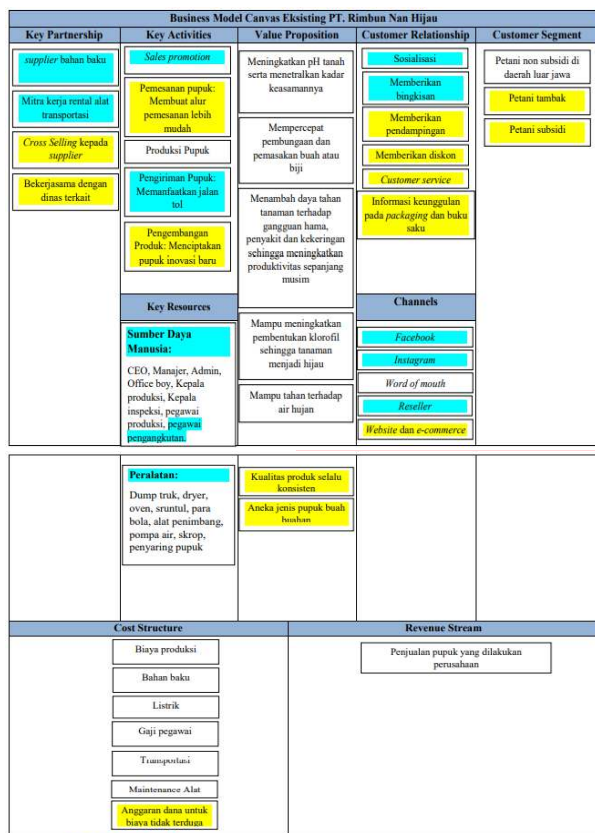 Business Model Canvas Eksisting PT. Rimbun Nan Hijau
Key Partnership
supplier bahan baku
Mitra kerja rental alat
transportasi
Cross Selling kepada
supplier
Bekerjasama dengan
dinas terkait
Key Activities
Sales promotion
Pemesanan pupuk:
Membuat alur
pemesanan lebih
mudah
Produksi Pupuk
Pengiriman Pupuk:
Memanfaatkan jalan
tol
Pengembangan
Produk: Menciptakan
pupuk inovasi baru
Key Resources
Sumber Daya
Manusia:
CEO, Manajer, Admin,
Office boy, Kepala
produksi, Kepala
inspeksi, pegawai
produksi, pegawai
pengangkutan.
Value Proposition
Meningkatkan pH tanah
serta menetralkan kadar
keasamannya
Mempercepat
pembungaan dan
pemasakan buah atau
biji
Menambah daya tahan
tanaman terhadap
gangguan hama,
penyakit dan kekeringan
sehingga meningkatkan
produktivitas sepanjang
musim
Mampu meningkatkan
pembentukan klorofil
sehingga tanaman
menjadi hijau
Mampu tahan terhadap
air hujan
Customer Relationship
Sosialisasi
Memberikan
bingkisan
Memberikan
pendampingan
Memberikan diskon
Customer service
Informasi keunggulan
pada packaging dan buku
saku
Channels
Facebook
Instagram
Word of mouth
Reseller
Website dan e-commerce
Customer Segment
Petani non subsidi di
daerah luar jawa
Petani tambak
Petani subsidi
Peralatan:
Dump truk, dryer,
oven, sruntul, para
bola, alat penimbang,
pompa air, skrop,
penyaring pupuk
Kualitas produk selalu
konsisten
Aneka jenis pupuk buah
buahan
Cost Structure
Biaya produksi
Bahan baku
Listrik
Gaji pegawai
Transportasi
Maintenance Alat
Anggaran dana untuk
biaya tidak terduga
Revenue Stream
Penjualan pupuk yang dilakukan
perusahaan